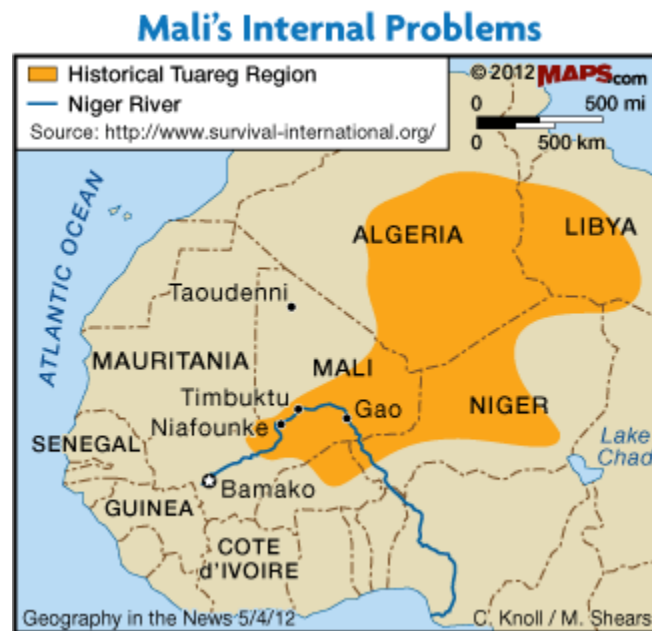 Mali's Internal Problems
Historical Tuareg Region
Niger River
Source: http://www.survival-international.org/
©2012 MAPS.com
0 500 mi
0 500 km
ATLANTIC OCEAN
ALGERIA
LIBYA
Taoudenni
MAURITANIA
MALI
Timbuktu
Niafounke
Gao
NIGER
SENEGAL
Lake
Chad
Bamako
GUINEA
COTE
d'IVOIRE
Geography in the News 5/4/12
C. Knoll / M. Shears